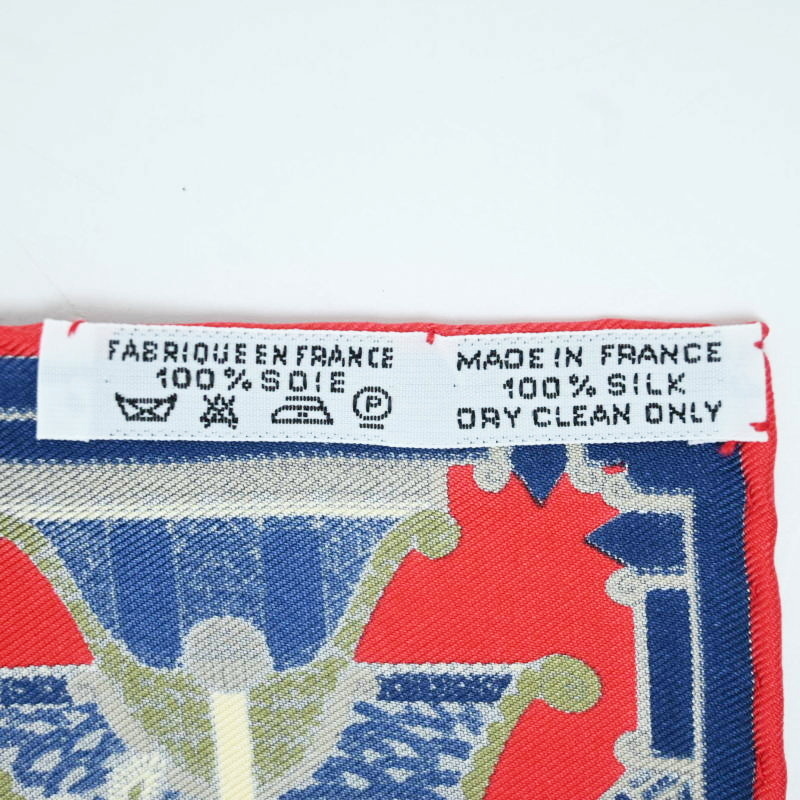 FABRIQUE EN FRANCE
100% SOIE
P
MADE IN FRANCE
100% SILK
DRY CLEAN ONLY